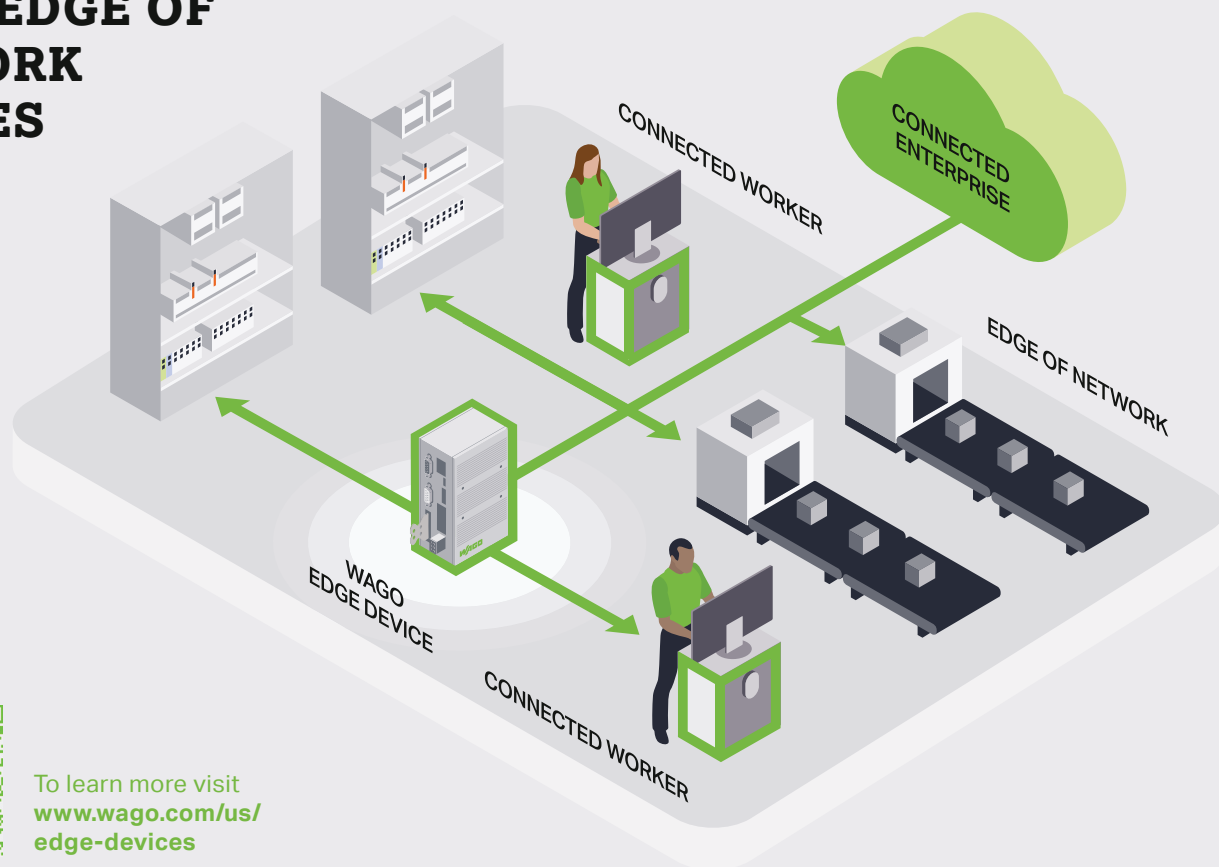 EDGE OF
ORK
ES
CONNECTED WORKER
CONNECTED
ENTERPRISE
EDGE OF NETWORK
WAGO
WAGO
EDGE DEVICE
CONNECTED WORKER
To learn more visit
www.wago.com/us/
edge-devices